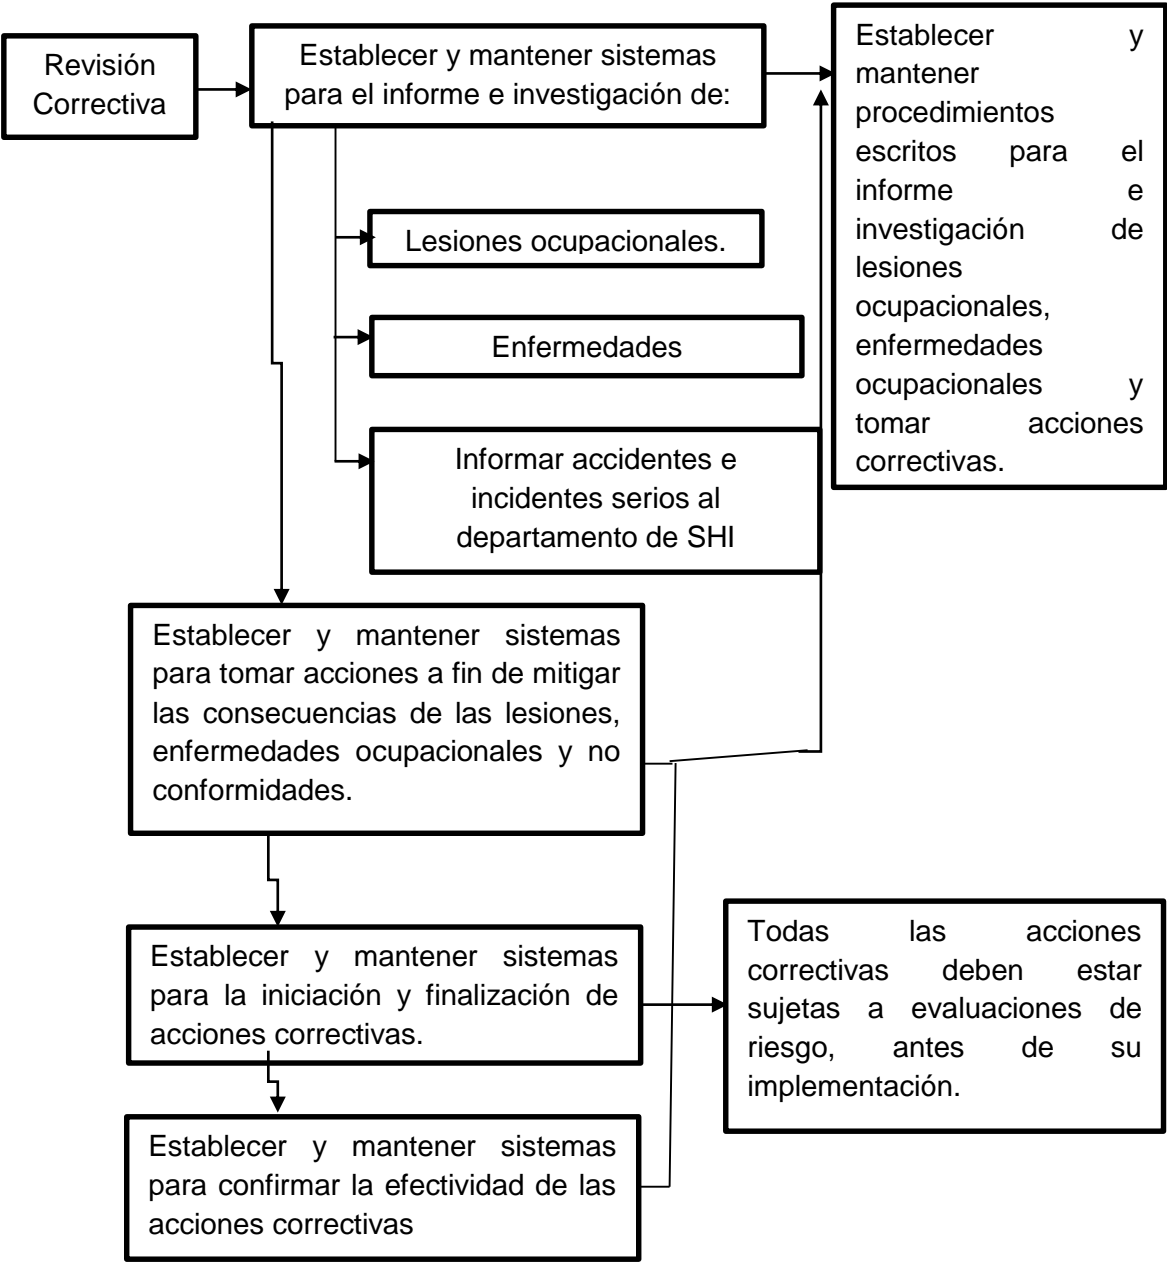 Revisión
Correctiva
Establecer y mantener sistemas
para el informe e investigación de:
Establecer y
mantener
procedimientos
escritos para el
informe e
investigación de
lesiones
ocupacionales,
enfermedades
ocupacionales y
tomar acciones
correctivas.
Lesiones ocupacionales.
Enfermedades
Informar accidentes e
incidentes serios al
departamento de SHI
Establecer y mantener sistemas
para tomar acciones a fin de mitigar
las consecuencias de las lesiones,
enfermedades ocupacionales y no
conformidades.
Establecer y mantener sistemas
para la iniciación y finalización de
acciones correctivas.
Todas las acciones
correctivas deben estar
sujetas a evaluaciones de
riesgo, antes de su
implementación.
Establecer y mantener sistemas
para confirmar la efectividad de las
acciones correctivas